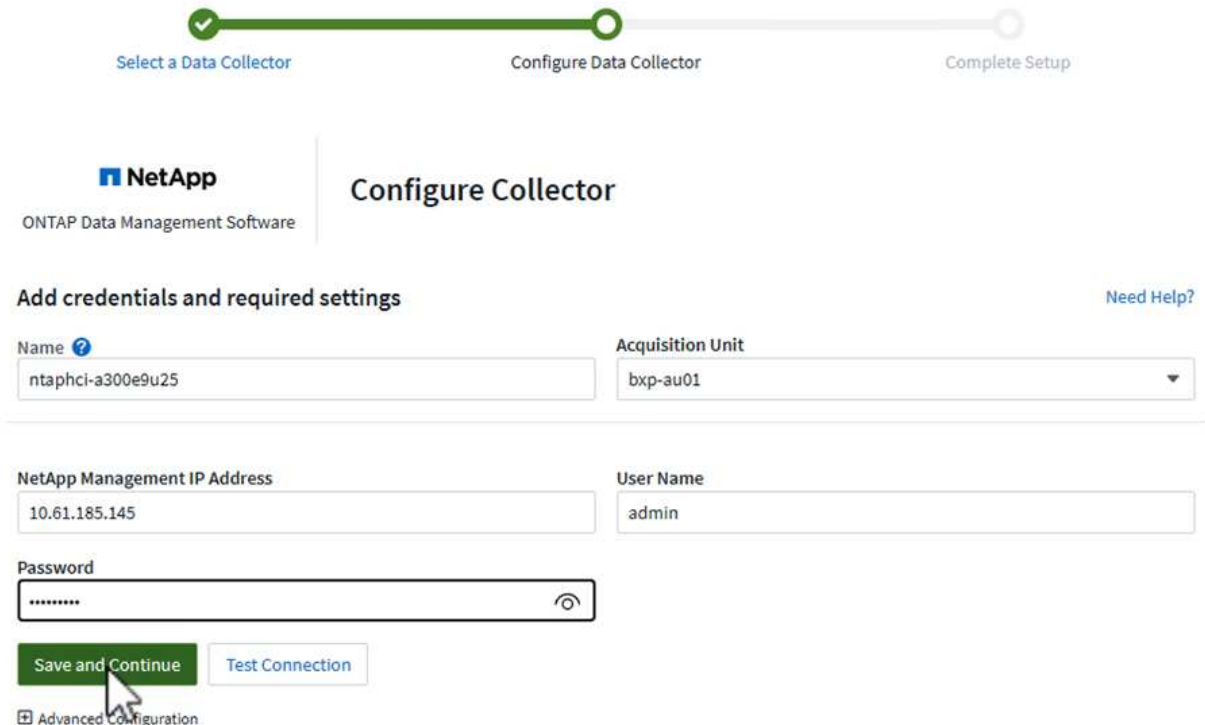 Select a Data Collector
Configure Data Collector
Complete Setup
NetApp
ONTAP Data Management Software
Configure Collector
Add credentials and required settings
Need Help?
Name
Acquisition Unit
ntaphci-a300e9u25
bxp-au01
NetApp Management IP Address
User Name
10.61.185.145
admin
Password
•••••••••
Save and Continue
Test Connection
Advanced Configuration